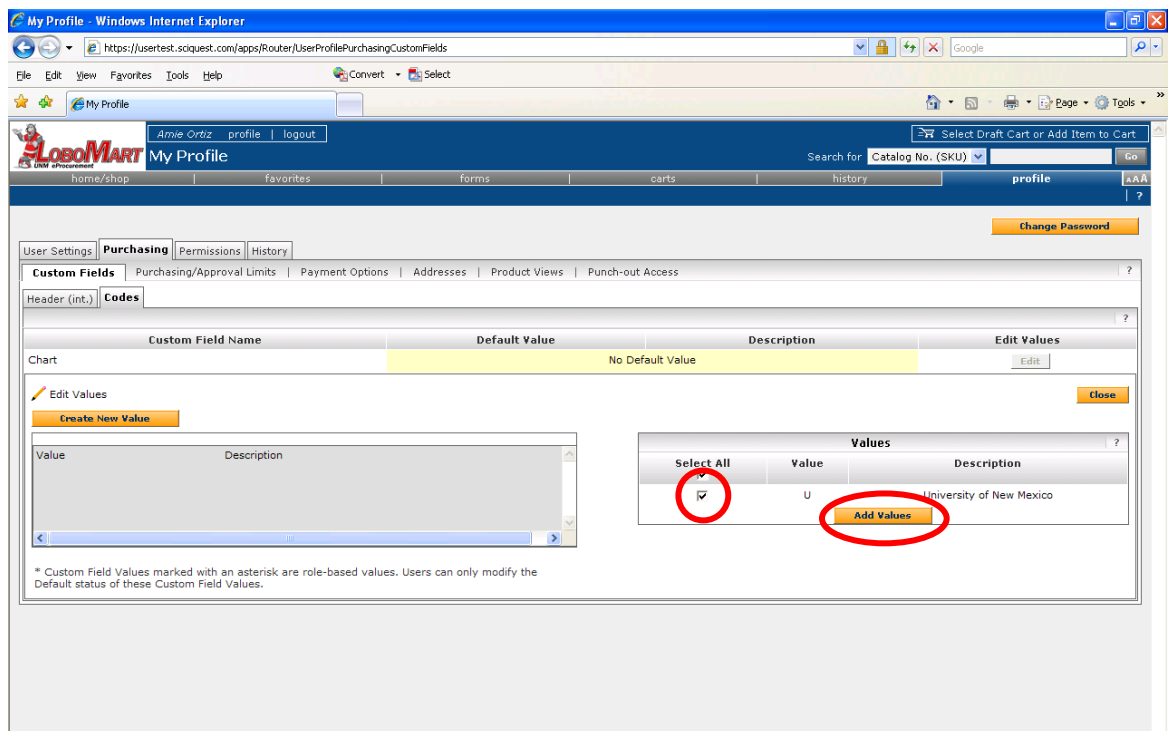 My Profile - Windows Internet Explorer
https://usertest.sciquest.com/apps/Router/UserProfilePurchasingCustomFields
Google
File Edit View Favorites Tools Help
Convert Select
My Profile
Page Tools »
LOBOMART
UNM eProcurement
Amie Ortiz profile | logout
Select Draft Cart or Add Item to Cart
My Profile
Search for Catalog No. (SKU) Go
home/shop | favorites | forms | carts | history profile AAA
| ?
Change Password
User Settings Purchasing Permissions History
Custom Fields Purchasing/Approval Limits | Payment Options | Addresses | Product Views | Punch-out Access ?
Header (int.) Codes
?
Custom Field Name Default Value Description Edit Values
Chart No Default Value Edit
Edit Values Close
Create New Value
Value Description
Values ?
Select All Value Description
U University of New Mexico
Add Values
* Custom Field Values marked with an asterisk are role-based values. Users can only modify the
Default status of these Custom Field Values.